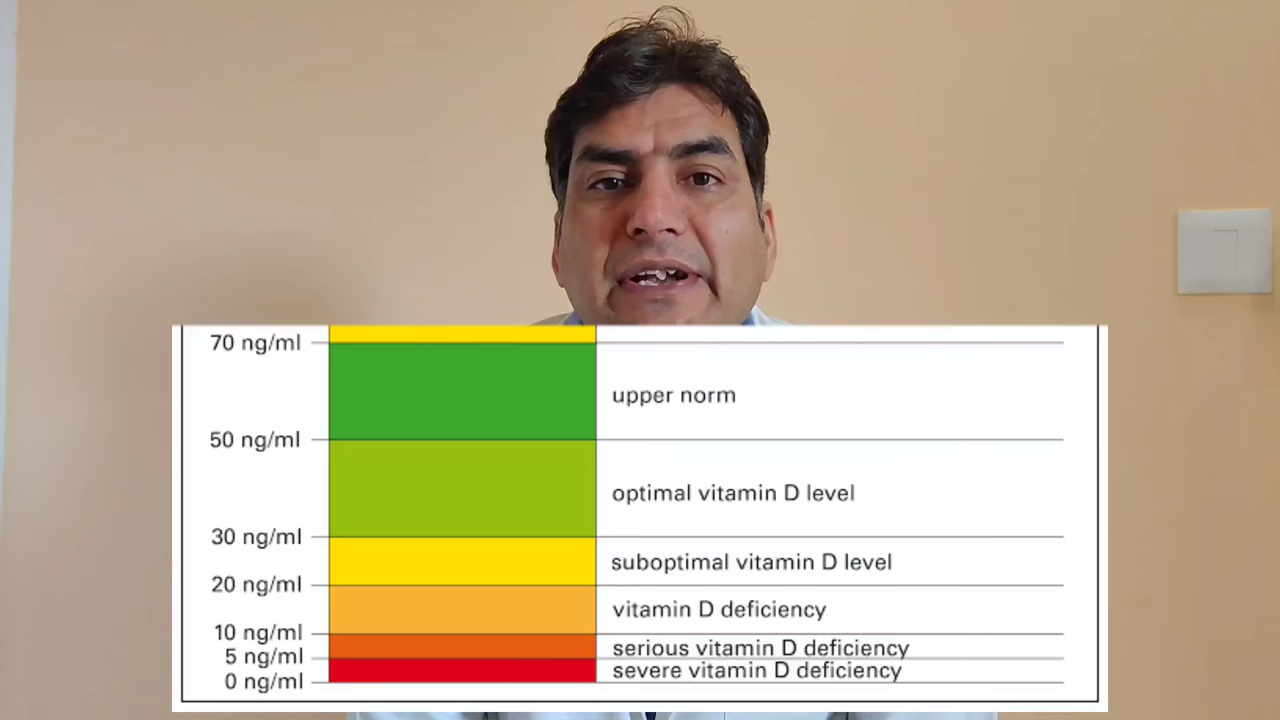 70 ng/ml
upper norm
50 ng/ml
optimal vitamin D level
30 ng/ml
suboptimal vitamin D level
20 ng/ml
vitamin D deficiency
10 ng/ml
serious vitamin D deficiency
5 ng/ml
severe vitamin D deficiency
0 ng/ml